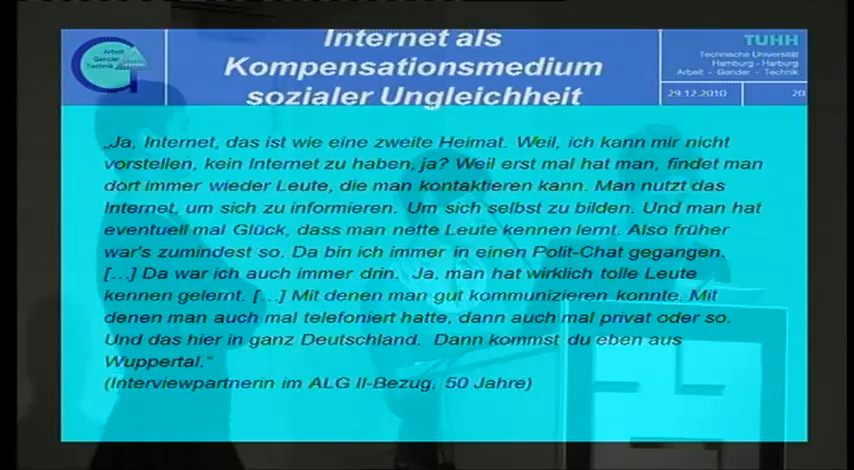 Arbeit
Gender
Technik
Internet als
Kompensationsmedium
sozialer Ungleichheit
TUHH
Technische Universität
Hamburg - Harburg
Arbeit - Gender - Technik
29.12.2010
20
„Ja, Internet, das ist wie eine zweite Heimat. Weil, ich kann mir nicht
vorstellen, kein Internet zu haben, ja? Weil erst mal hat man, findet man
dort immer wieder Leute, die man kontaktieren kann. Man nutzt das
Internet, um sich zu informieren. Um sich selbst zu bilden. Und man hat
eventuell mal Glück, dass man nette Leute kennen lernt. Also früher
war's zumindest so. Da bin ich immer in einen Polit-Chat gegangen.
[…] Da war ich auch immer drin. Ja, man hat wirklich tolle Leute
kennen gelernt. […] Mit denen man gut kommunizieren konnte. Mit
denen man auch mal telefoniert hatte, dann auch mal privat oder so.
Und das hier in ganz Deutschland. Dann kommst du eben aus
Wuppertal.“
(Interviewpartnerin im ALG II-Bezug, 50 Jahre)